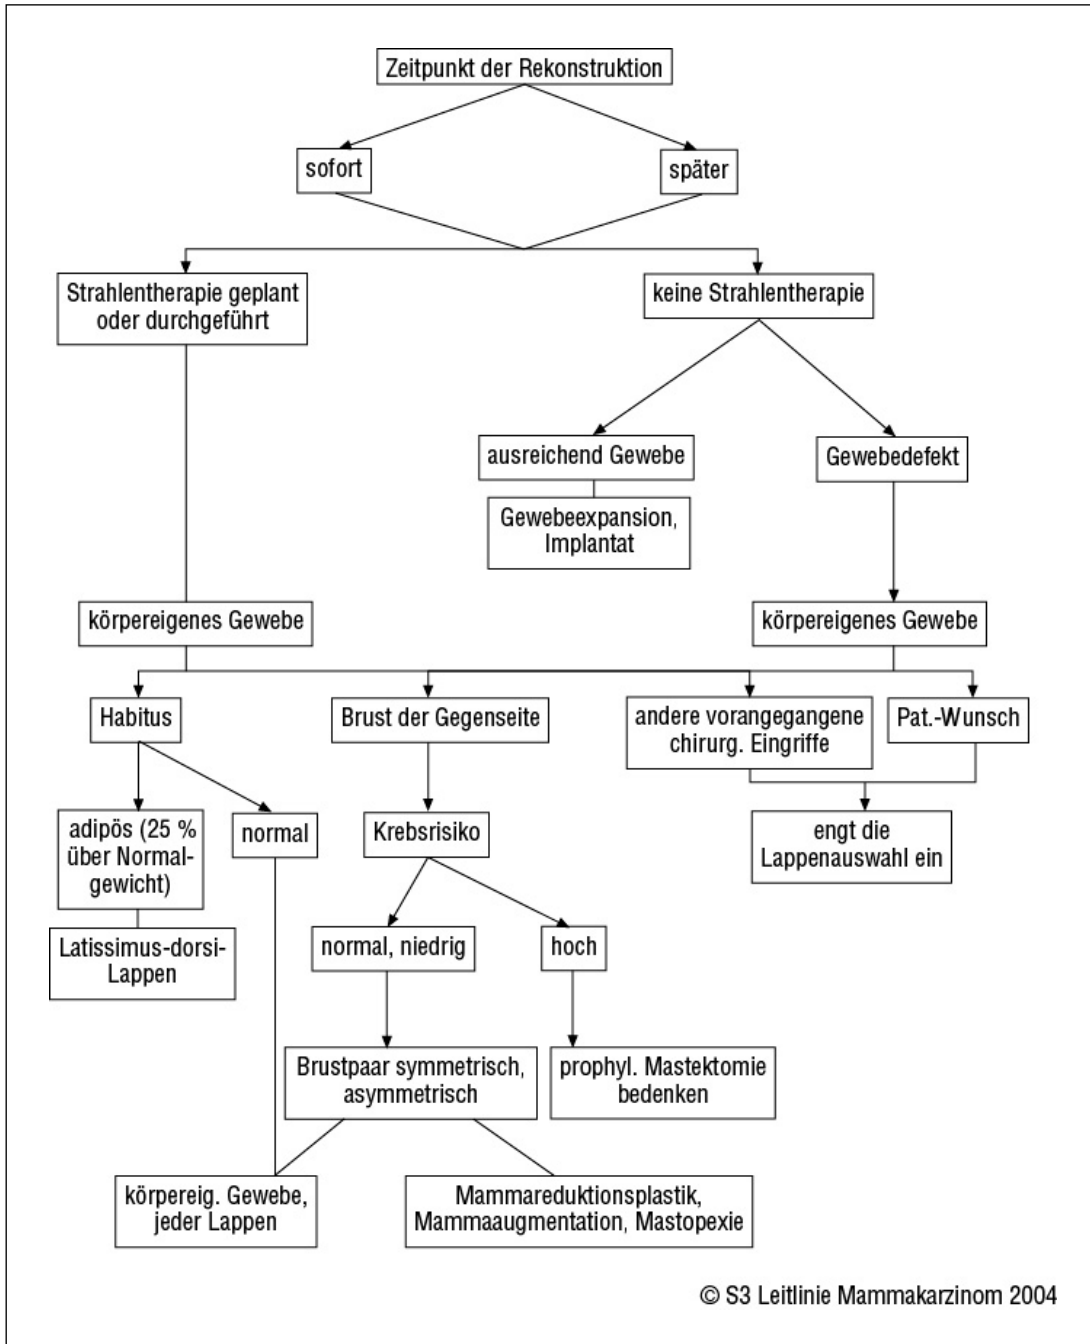 Zeitpunkt der Rekonstruktion
sofort
später
Strahlentherapie geplant
oder durchgeführt
keine Strahlentherapie
ausreichend Gewebe
Gewebedefekt
Gewebeexpansion,
Implantat
körpereigenes Gewebe
körpereigenes Gewebe
Habitus
Brust der Gegenseite
andere vorangegangene
chirurg. Eingriffe
Pat.-Wunsch
adipös (25 %
über Normal-
gewicht)
normal
Krebsrisiko
engt die
Lappenauswahl ein
Latissimus-dorsi-
Lappen
normal, niedrig
hoch
Brustpaar symmetrisch,
asymmetrisch
prophyl. Mastektomie
bedenken
körpereig. Gewebe,
jeder Lappen
Mammareduktionsplastik,
Mammaaugmentation, Mastopexie
© S3 Leitlinie Mammakarzinom 2004